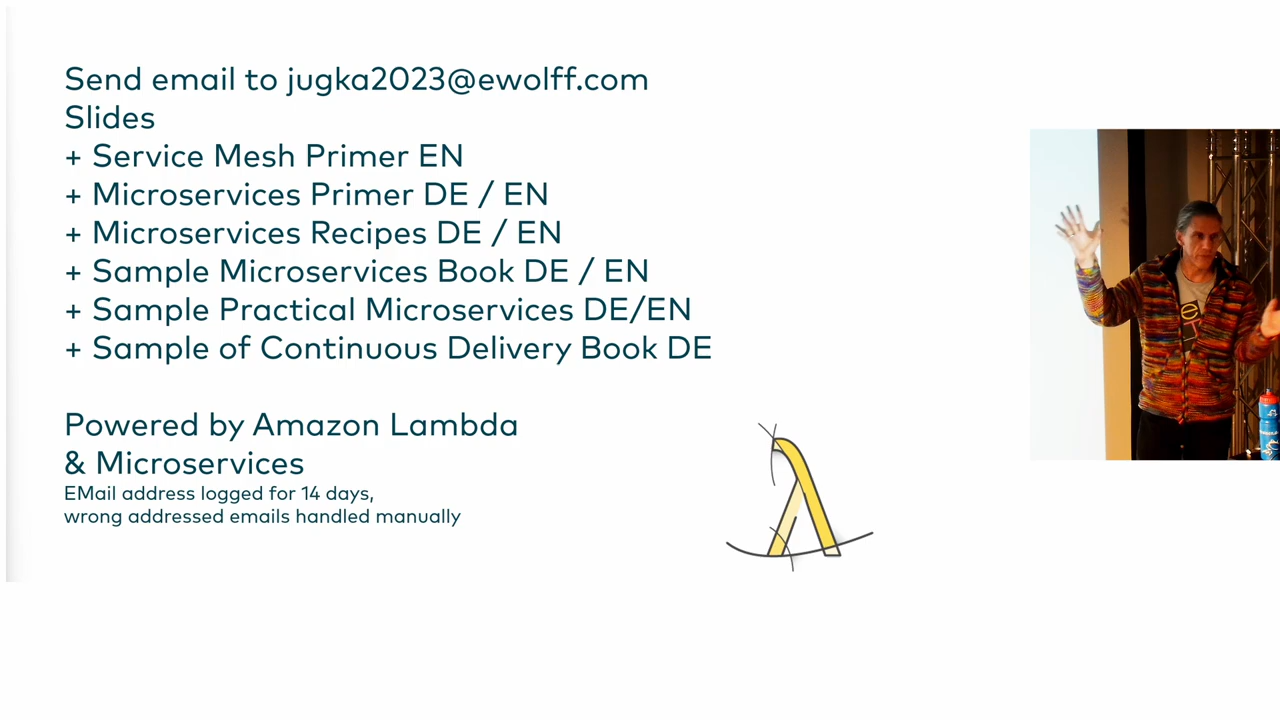 Send email to jugka2023@ewolff.com
Slides
+ Service Mesh Primer EN
+ Microservices Primer DE / EN
+ Microservices Recipes DE / EN
+ Sample Microservices Book DE / EN
+ Sample Practical Microservices DE/EN
+ Sample of Continuous Delivery Book DE
Powered by Amazon Lambda
& Microservices
EMail address logged for 14 days,
wrong addressed emails handled manually